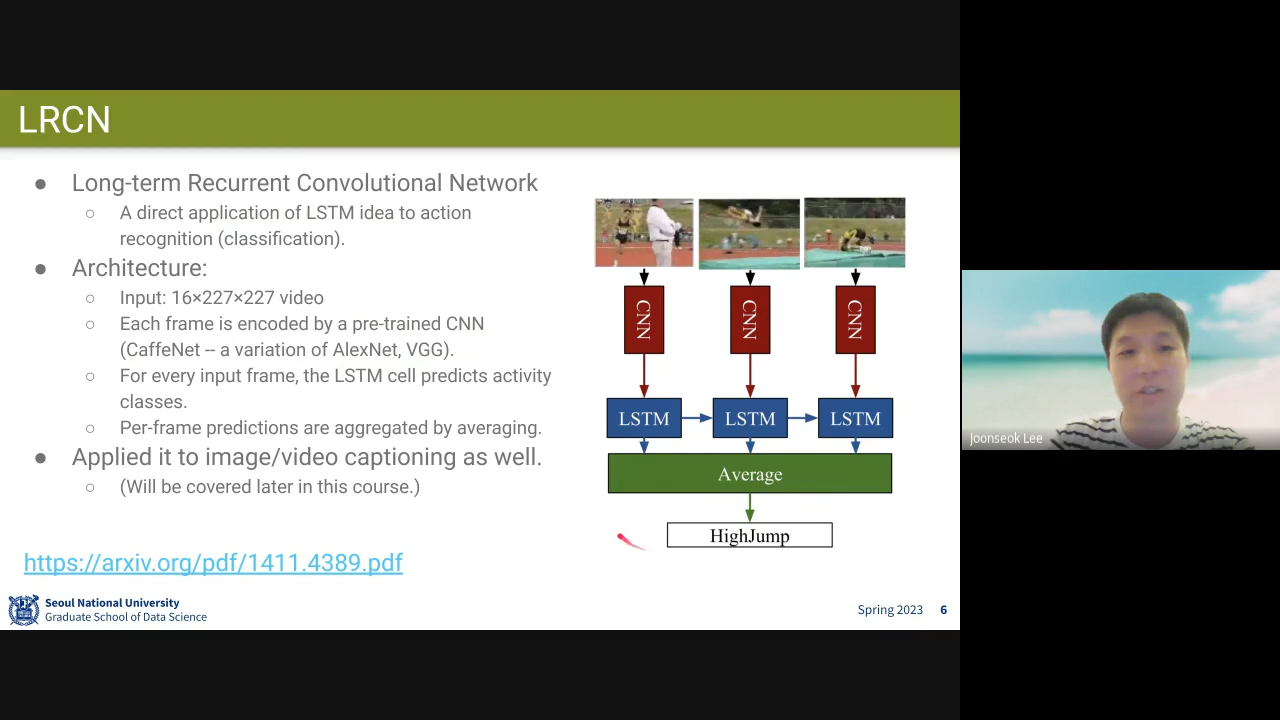 LRCN
● Long-term Recurrent Convolutional Network
○ A direct application of LSTM idea to action
recognition (classification).
● Architecture:
○ Input: 16×227×227 video
○ Each frame is encoded by a pre-trained CNN
(CaffeNet -- a variation of AlexNet, VGG).
○ For every input frame, the LSTM cell predicts activity
classes.
○ Per-frame predictions are aggregated by averaging.
● Applied it to image/video captioning as well.
○ (Will be covered later in this course.)
https://arxiv.org/pdf/1411.4389.pdf
CNN CNN CNN
LSTM LSTM LSTM
Average
HighJump
Joonseok Lee
Seoul National University
Graduate School of Data Science
Spring 2023 6